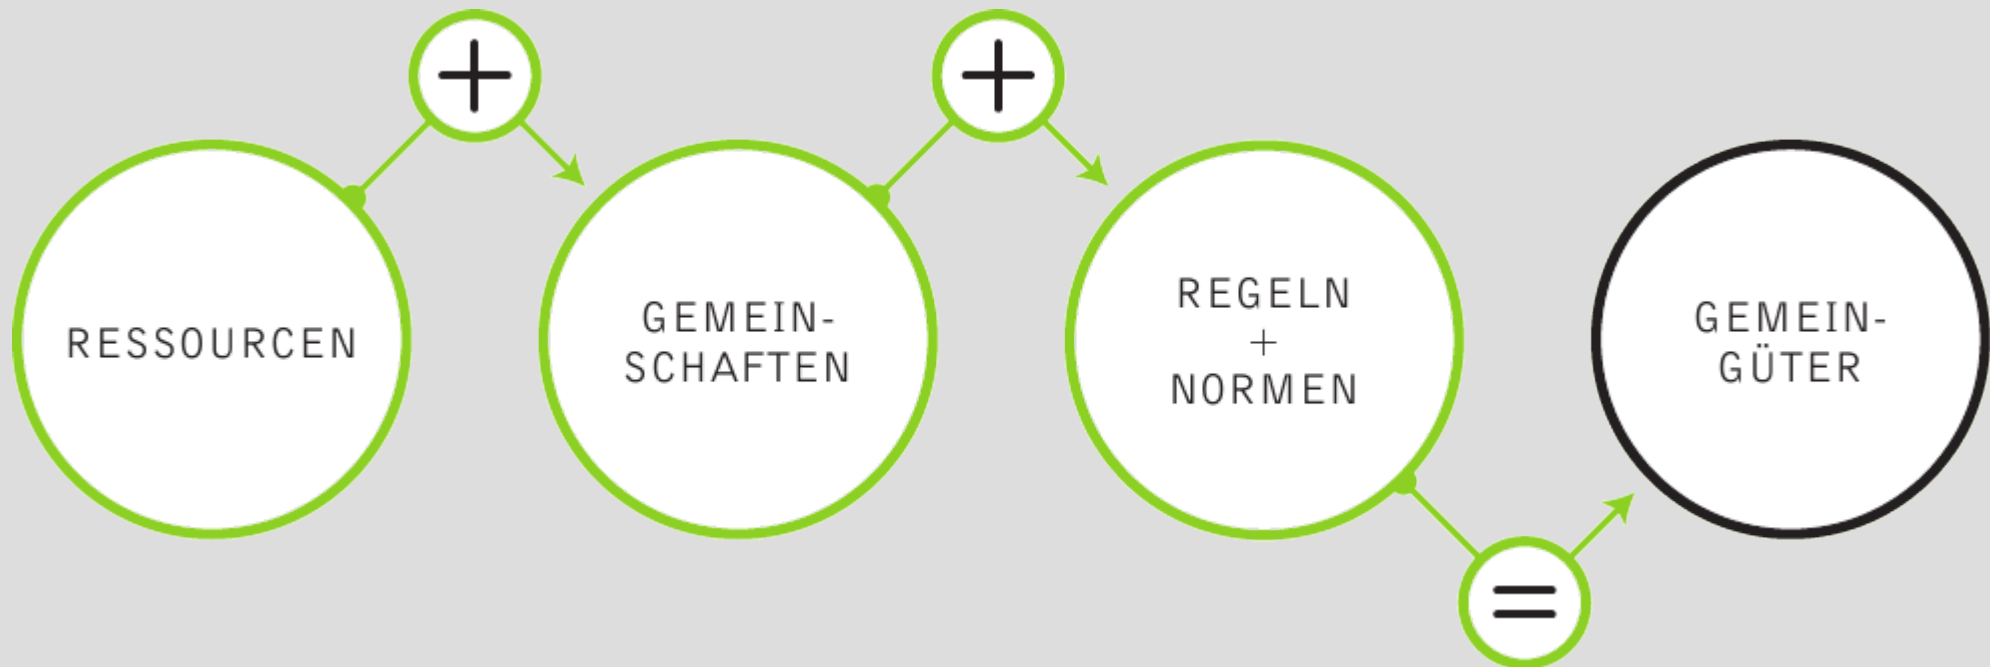 +
+
RESSOURCEN
GEMEIN-
SCHAFTEN
REGELN
+
NORMEN
GEMEIN-
GÜTER
=